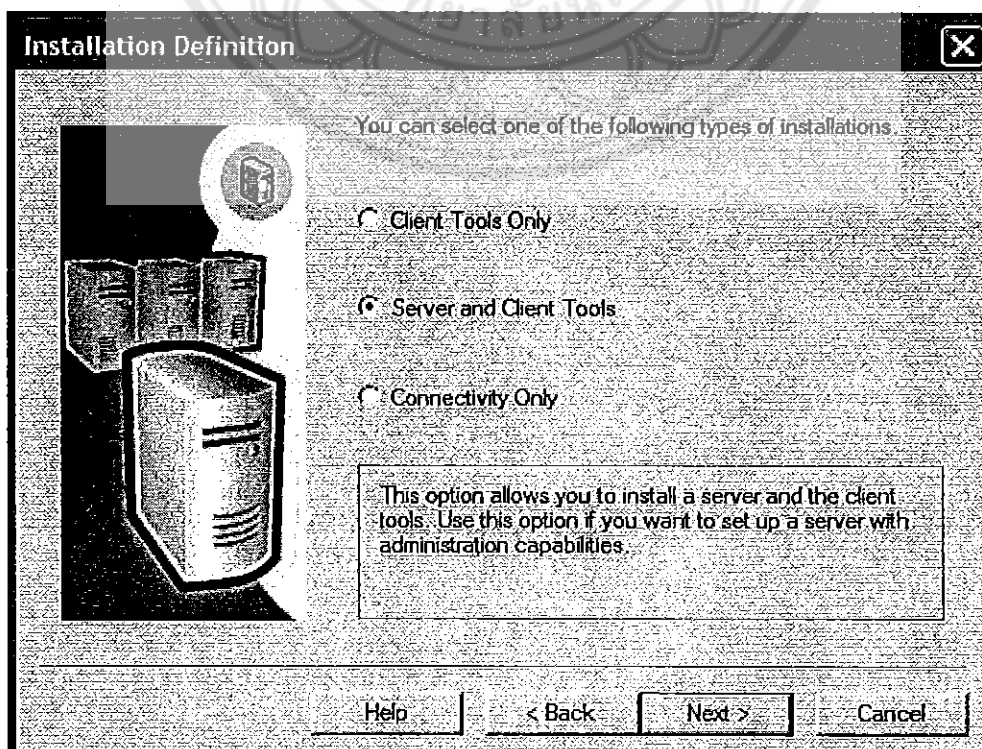 Installation Definition
You can select one of the following types of installations.
Client Tools Only
Server and Client Tools
Connectivity Only
This option allows you to install a server and the client
tools. Use this option if you want to set up a server with
administration capabilities.
Help
< Back
Next >
Cancel